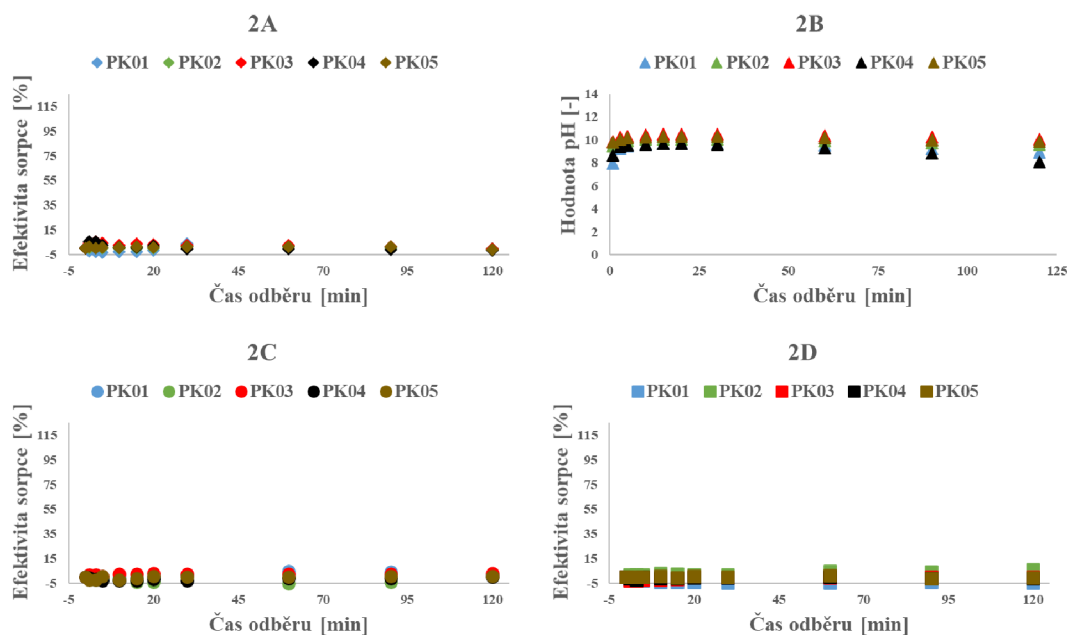 2A
PK01 PK02 PK03 PK04 PK05
Efektivita sorpce [%]
115
95
75
55
35
15
-5
-5 20 45 70 95 120
Čas odběru [min]
2B
PK01 PK02 PK03 PK04 PK05
Hodnota pH [-]
14
12
10
8
6
4
2
0
0 25 50 75 100 125
Čas odběru [min]
2C
PK01 PK02 PK03 PK04 PK05
Efektivita sorpce [%]
115
95
75
55
35
15
-5
-5 20 45 70 95 120
Čas odběru [min]
2D
PK01 PK02 PK03 PK04 PK05
Efektivita sorpce [%]
115
95
75
55
35
15
-5
-5 20 45 70 95 120
Čas odběru [min]